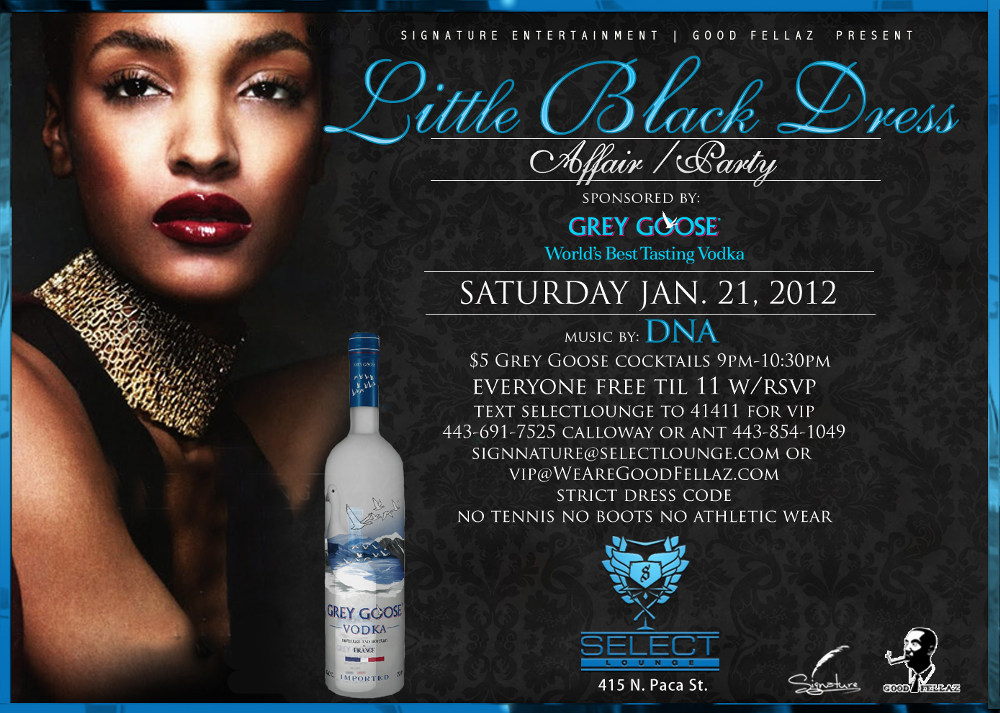 SIGNATURE ENTERTAINMENT | GOOD FELLAZ PRESENT
Little Black Dress
Affair / Party
SPONSORED BY:
GREY GOOSE
World's Best Tasting Vodka
SATURDAY JAN. 21, 2012
MUSIC BY: DNA
$5 GREY GOOSE COCKTAILS 9PM-10:30PM
EVERYONE FREE TIL 11 W/RSVP
TEXT SELECTLOUNGE TO 41411 FOR VIP
443-691-7525 CALLOWAY OR ANT 443-854-1049
SIGNNATURE@SELECTLOUNGE.COM OR
VIP@WEAREGOODFELLAZ.COM
STRICT DRESS CODE
NO TENNIS NO BOOTS NO ATHLETIC WEAR
GREY GOOSE
VODKA
FRANCE
IMPORTED
$
SELECT
LOUNGE
415 N. Paca St.
Signature
GOOD FELLAZ